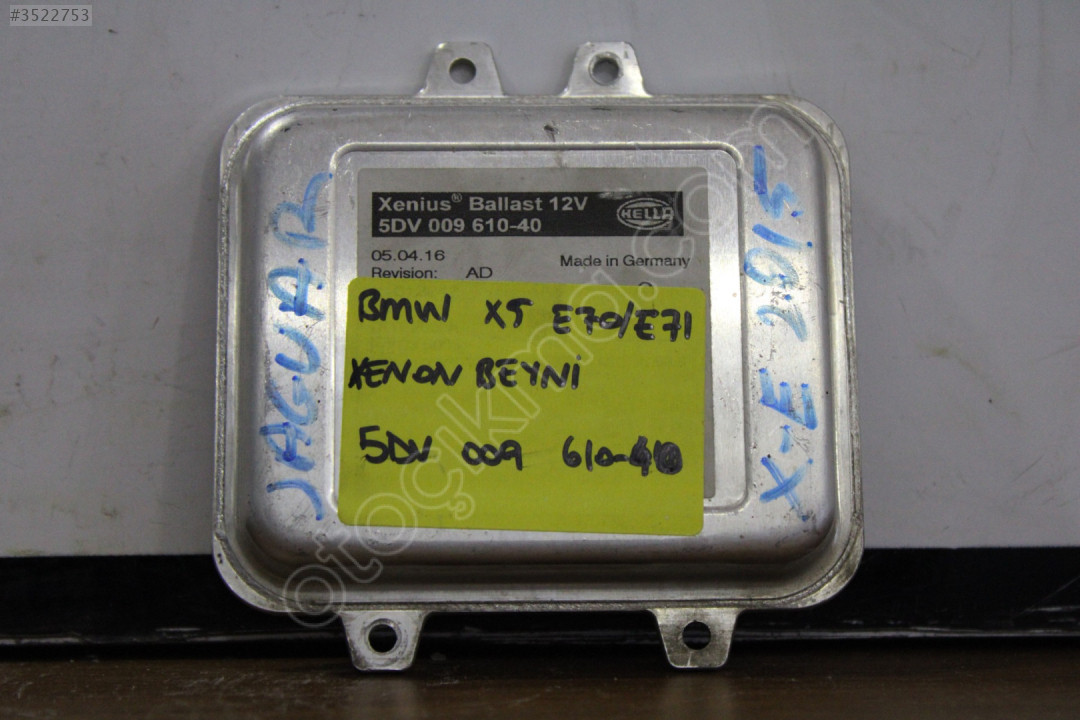 #3522753
Xenius® Ballast 12V
5DV 009 610-40
HELLA
05.04.16
Made in Germany
Revision: AD
BMW X5 E70/E71
XENON BEYNİ
5DV 009 610-40
JAGUAR
X-E 2015
otoçıkma.com